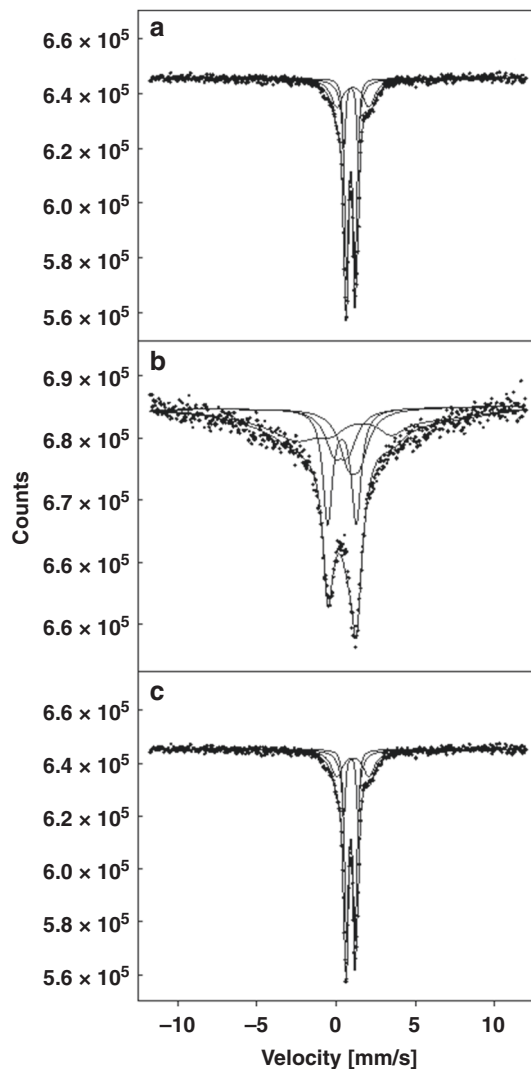 a
6.6 × 10⁵
6.4 × 10⁵
6.2 × 10⁵
6.0 × 10⁵
5.8 × 10⁵
5.6 × 10⁵
b
6.9 × 10⁵
6.8 × 10⁵
6.7 × 10⁵
6.6 × 10⁵
6.6 × 10⁵
Counts
c
6.6 × 10⁵
6.4 × 10⁵
6.2 × 10⁵
6.0 × 10⁵
5.8 × 10⁵
5.6 × 10⁵
−10 −5 0 5 10
Velocity [mm/s]